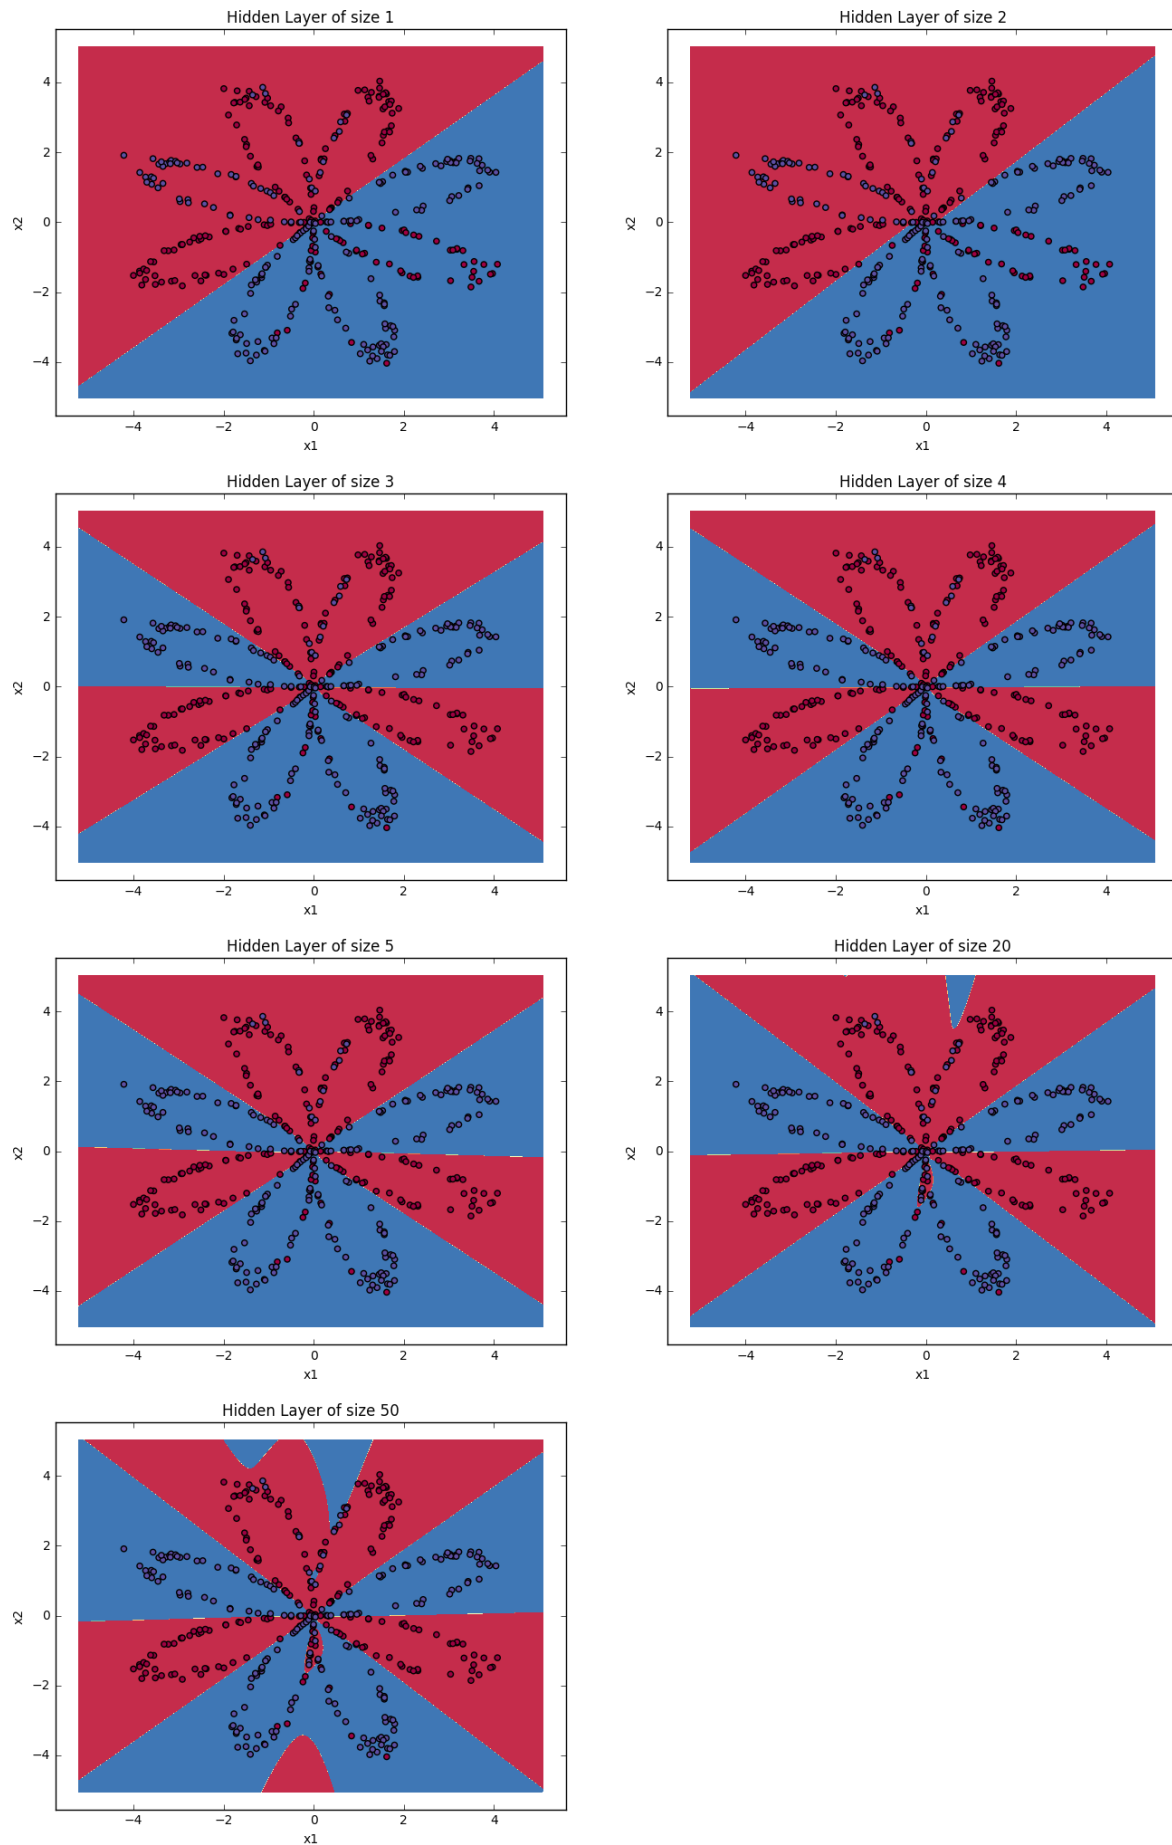 Hidden Layer of size 1
4
2
0
−2
−4
x2
−4 −2 0 2 4
x1
Hidden Layer of size 2
4
2
0
−2
−4
x2
−4 −2 0 2 4
x1
Hidden Layer of size 3
4
2
0
−2
−4
x2
−4 −2 0 2 4
x1
Hidden Layer of size 4
4
2
0
−2
−4
x2
−4 −2 0 2 4
x1
Hidden Layer of size 5
4
2
0
−2
−4
x2
−4 −2 0 2 4
x1
Hidden Layer of size 20
4
2
0
−2
−4
x2
−4 −2 0 2 4
x1
Hidden Layer of size 50
4
2
0
−2
−4
x2
−4 −2 0 2 4
x1